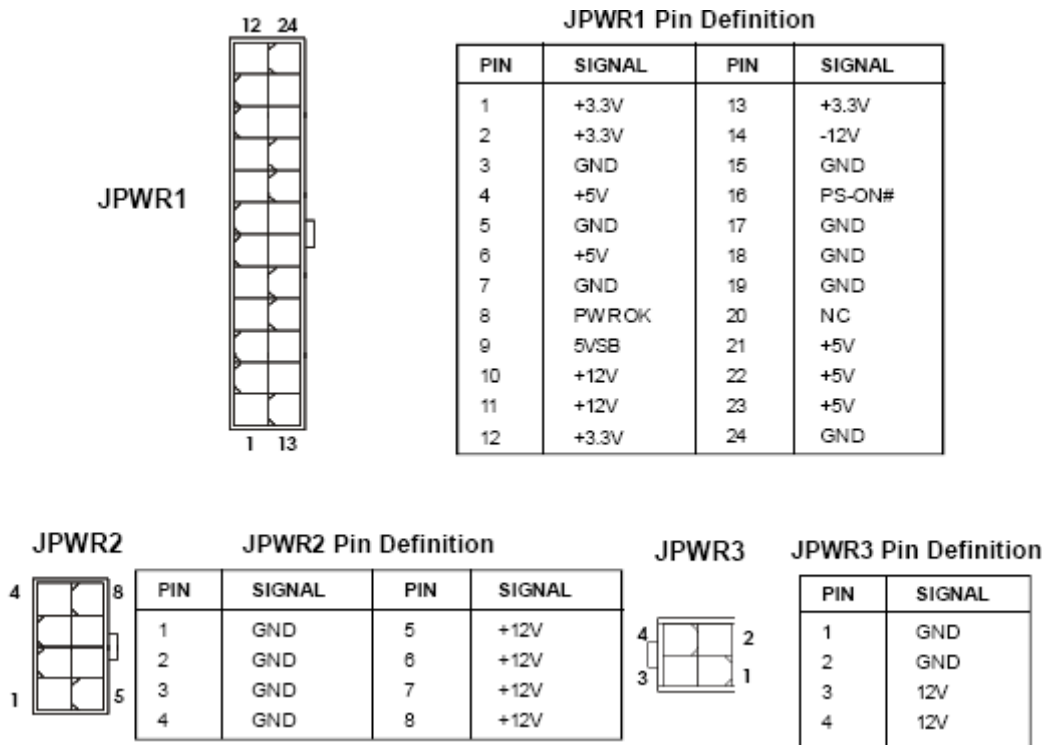 JPWR1 Pin Definition
12 24
JPWR1
1 13
PIN SIGNAL PIN SIGNAL
1 +3.3V 13 +3.3V
2 +3.3V 14 -12V
3 GND 15 GND
4 +5V 16 PS-ON#
5 GND 17 GND
6 +5V 18 GND
7 GND 19 GND
8 PWROK 20 NC
9 5VSB 21 +5V
10 +12V 22 +5V
11 +12V 23 +5V
12 +3.3V 24 GND
JPWR2
4 8
1 5
JPWR2 Pin Definition
PIN SIGNAL PIN SIGNAL
1 GND 5 +12V
2 GND 6 +12V
3 GND 7 +12V
4 GND 8 +12V
JPWR3
4 2
3 1
JPWR3 Pin Definition
PIN SIGNAL
1 GND
2 GND
3 12V
4 12V